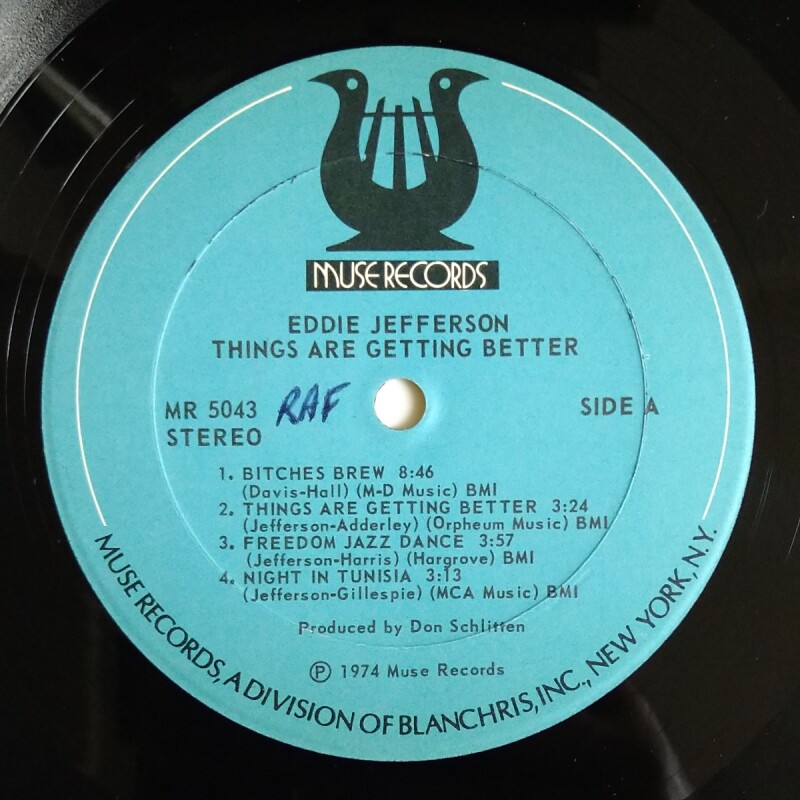 MUSE RECORDS
EDDIE JEFFERSON
THINGS ARE GETTING BETTER
MR 5043 RAF SIDE A
STEREO
1. BITCHES BREW 8:46
(Davis-Hall) (M-D Music) BMI
2. THINGS ARE GETTING BETTER 3:24
(Jefferson-Adderley) (Orpheum Music) BMI
3. FREEDOM JAZZ DANCE 3:57
(Jefferson-Harris) (Hargrove) BMI
4. NIGHT IN TUNISIA 3:13
(Jefferson-Gillespie) (MCA Music) BMI
Produced by Don Schlitten
Ⓟ 1974 Muse Records
MUSE RECORDS, A DIVISION OF BLANCHRIS, INC., NEW YORK, N.Y.